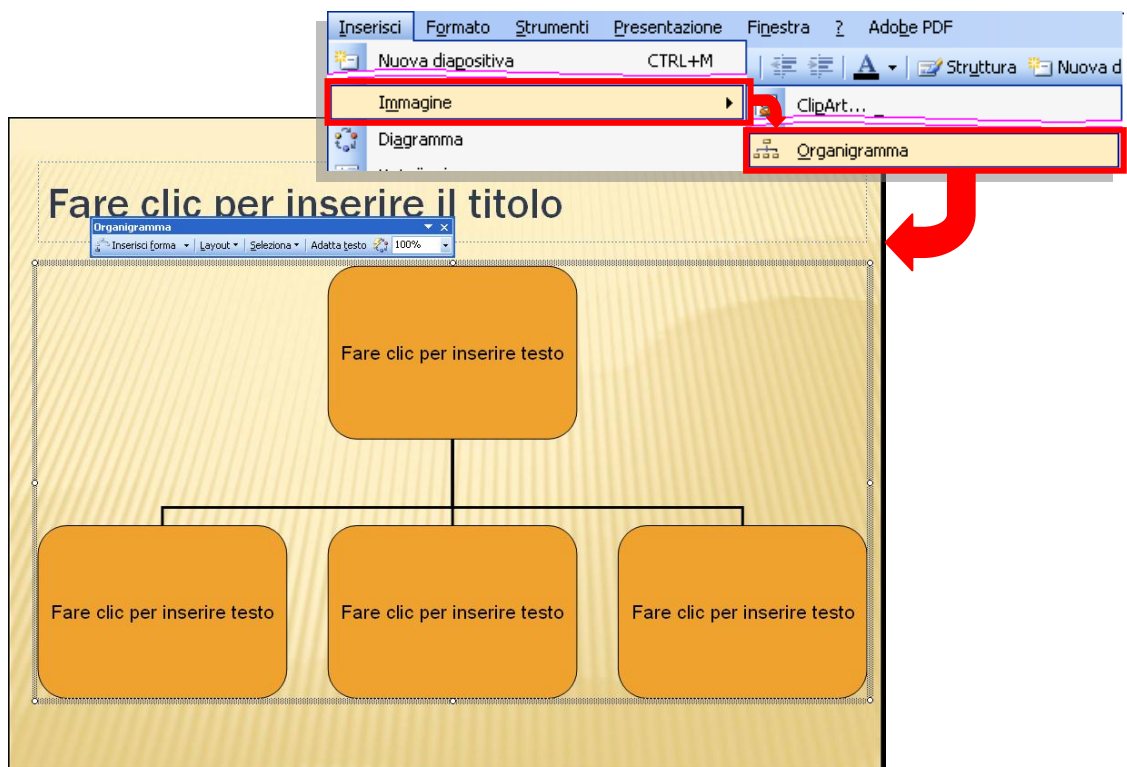 Inserisci Formato Strumenti Presentazione Finestra ? Adobe PDF
Nuova diapositiva CTRL+M
A Struttura Nuova d
Immagine
ClipArt...
Diagramma
Organigramma
Fare clic per inserire il titolo
Organigramma
Inserisci forma Layout Seleziona Adatta testo 100%
Fare clic per inserire testo
Fare clic per inserire testo
Fare clic per inserire testo
Fare clic per inserire testo